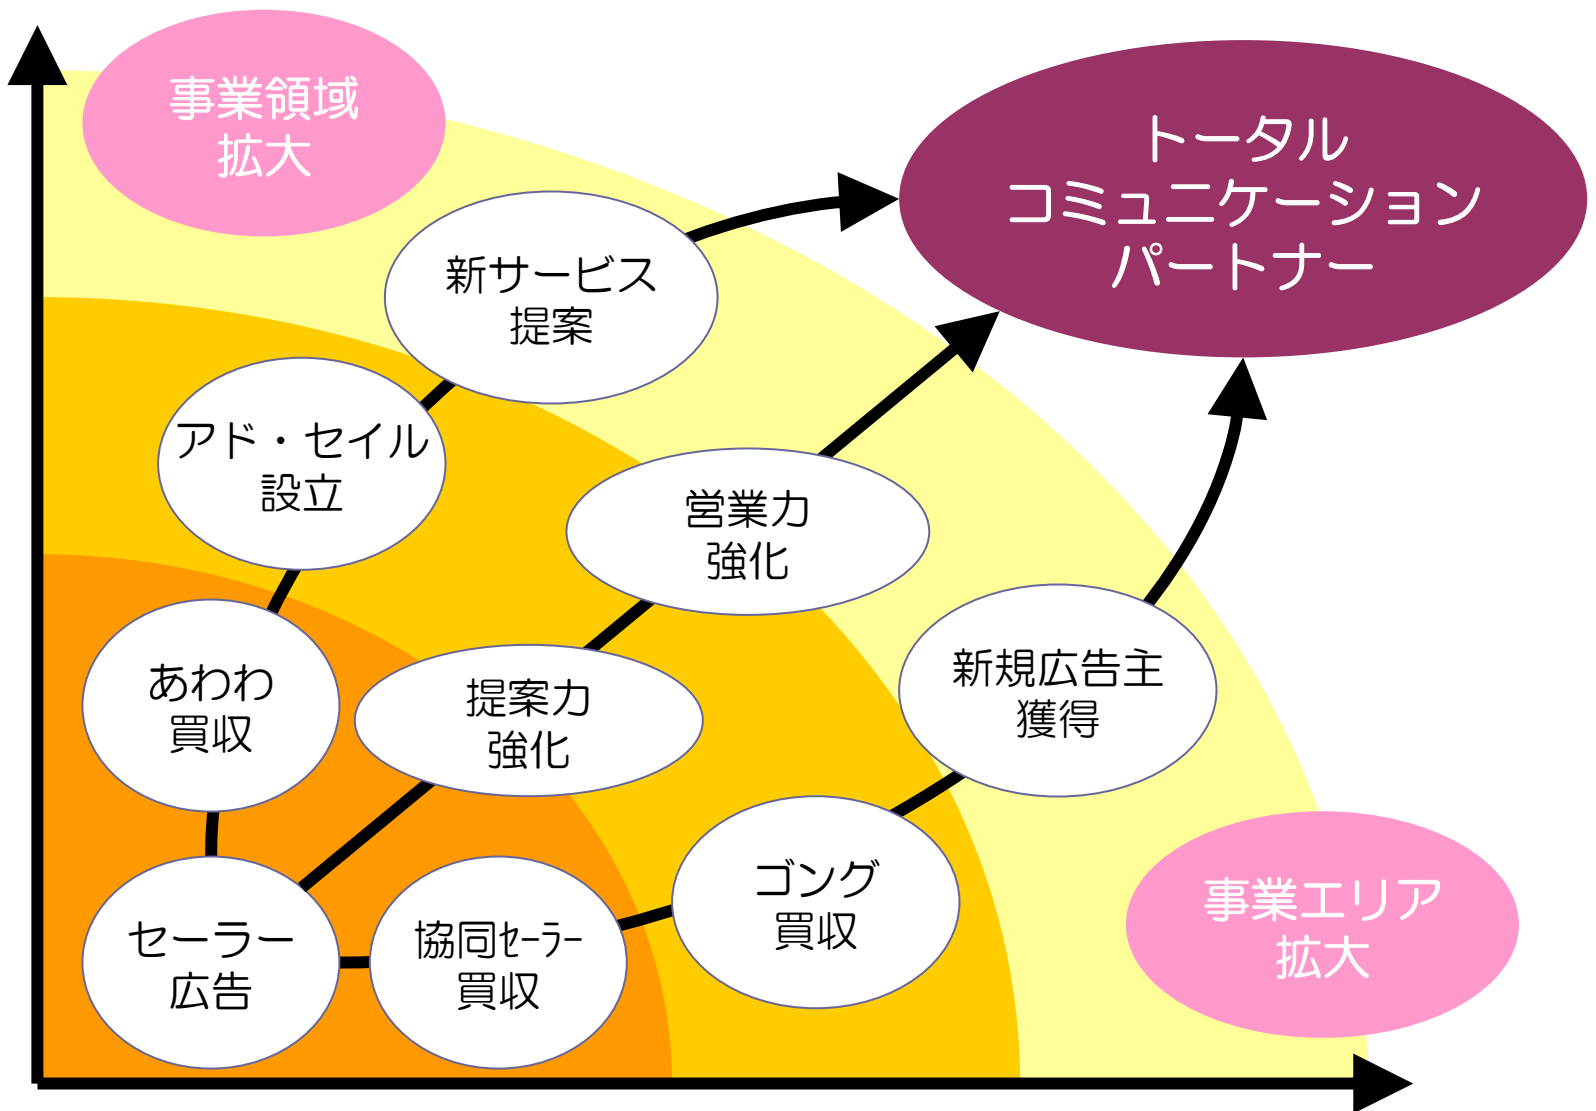 事業領域
拡大
トータル
コミュニケーション
パートナー
新サービス
提案
アド・セイル
設立
営業力
強化
あわわ
買収
提案力
強化
新規広告主
獲得
ゴング
買収
事業エリア
拡大
セーラー
広告
協同ｾｰﾗｰ
買収